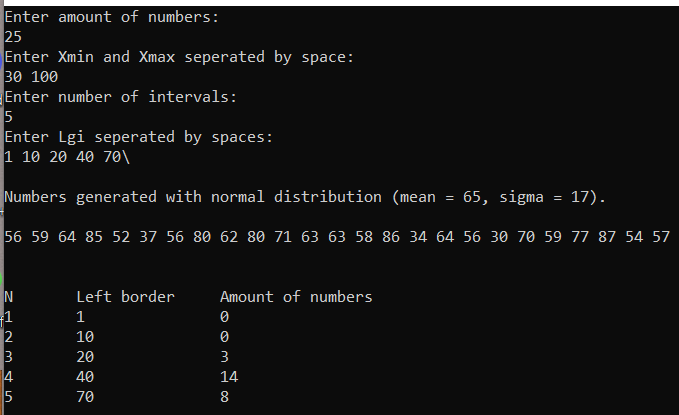 Enter amount of numbers:
25
Enter Xmin and Xmax seperated by space:
30 100
Enter number of intervals:
5
Enter Lgi seperated by spaces:
1 10 20 40 70\
Numbers generated with normal distribution (mean = 65, sigma = 17).
56 59 64 85 52 37 56 80 62 80 71 63 63 58 86 34 64 56 30 70 59 77 87 54 57
N Left border Amount of numbers
1 1 0
2 10 0
3 20 3
4 40 14
5 70 8